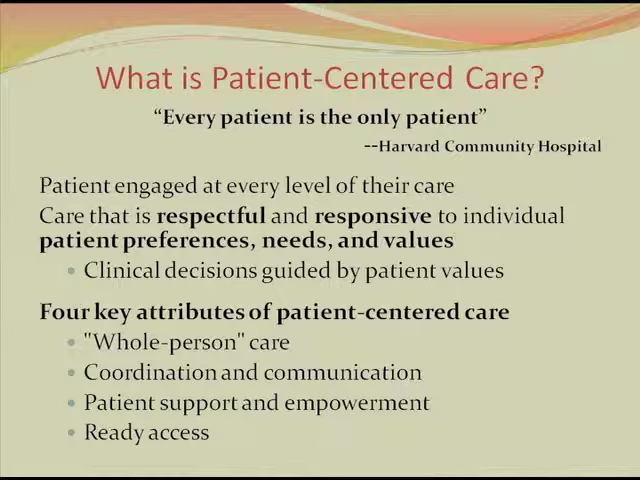 What is Patient-Centered Care?
“Every patient is the only patient”
--Harvard Community Hospital
Patient engaged at every level of their care
Care that is respectful and responsive to individual
patient preferences, needs, and values
• Clinical decisions guided by patient values
Four key attributes of patient-centered care
• "Whole-person" care
• Coordination and communication
• Patient support and empowerment
• Ready access